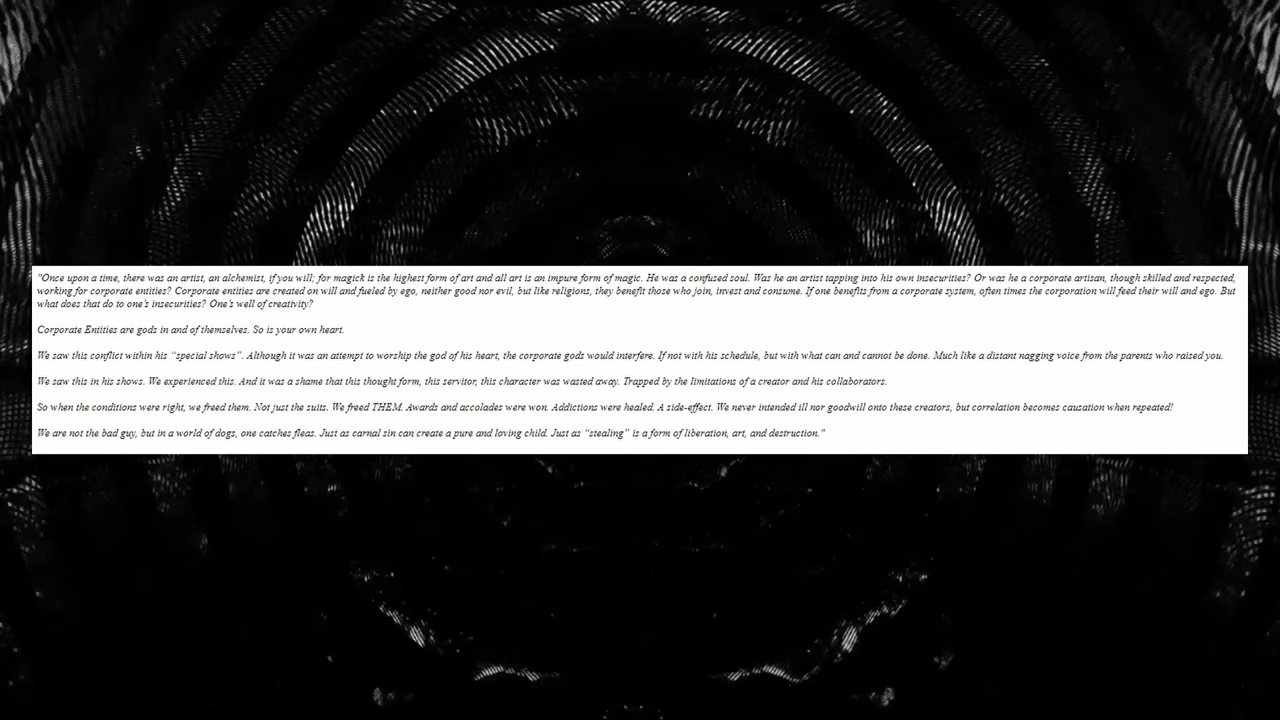 "Once upon a time, there was an artist, an alchemist, if you will; for magick is the highest form of art and all art is an impure form of magic. He was a confused soul. Was he an artist tapping into his own insecurities? Or was he a corporate artisan, though skilled and respected,
working for corporate entities? Corporate entities are created on will and fueled by ego, neither good nor evil, but like religions, they benefit those who join, invest and consume. If one benefits from a corporate system, often times the corporation will feed their will and ego. But
what does that do to one's insecurities? One's well of creativity?
Corporate Entities are gods in and of themselves. So is your own heart.
We saw this conflict within his “special shows”. Although it was an attempt to worship the god of his heart, the corporate gods would interfere. If not with his schedule, but with what can and cannot be done. Much like a distant nagging voice from the parents who raised you.
We saw this in his shows. We experienced this. And it was a shame that this thought form, this servitor, this character was wasted away. Trapped by the limitations of a creator and his collaborators.
So when the conditions were right, we freed them. Not just the suits. We freed THEM. Awards and accolades were won. Addictions were healed. A side-effect. We never intended ill nor goodwill onto these creators, but correlation becomes causation when repeated!
We are not the bad guy, but in a world of dogs, one catches fleas. Just as carnal sin can create a pure and loving child. Just as “stealing” is a form of liberation, art, and destruction.”